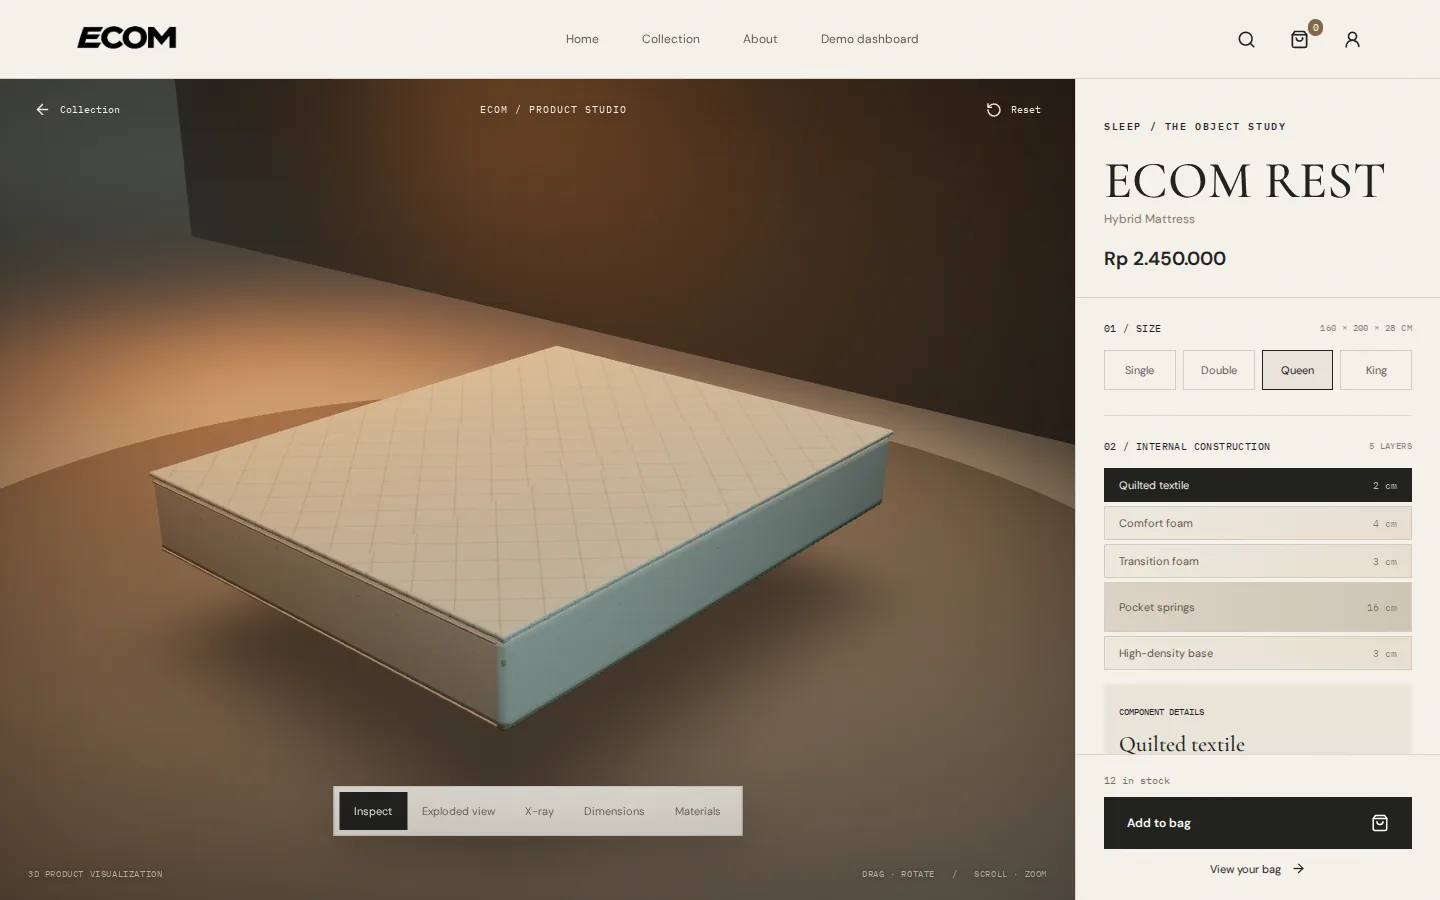 ECOM
Home
Collection
About
Demo dashboard
0
Collection
ECOM / PRODUCT STUDIO
Reset
SLEEP / THE OBJECT STUDY
ECOM REST
Hybrid Mattress
Rp 2.450.000
01 / SIZE
160 × 200 × 28 CM
Single
Double
Queen
King
02 / INTERNAL CONSTRUCTION
5 LAYERS
Quilted textile
2 cm
Comfort foam
4 cm
Transition foam
3 cm
Pocket springs
16 cm
High-density base
3 cm
COMPONENT DETAILS
Quilted textile
12 in stock
Add to bag
View your bag
Inspect
Exploded view
X-ray
Dimensions
Materials
3D PRODUCT VISUALIZATION
DRAG · ROTATE / SCROLL · ZOOM